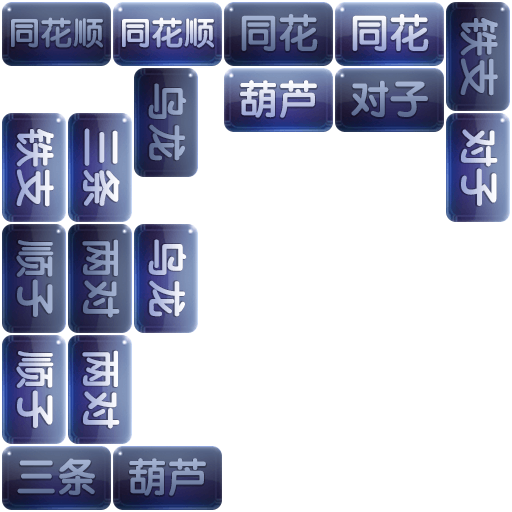 同花顺 同花顺 同花 同花 铁支
乌龙 葫芦 对子
铁支 三条 对子
顺子 两对 乌龙
顺子 两对
三条 葫芦